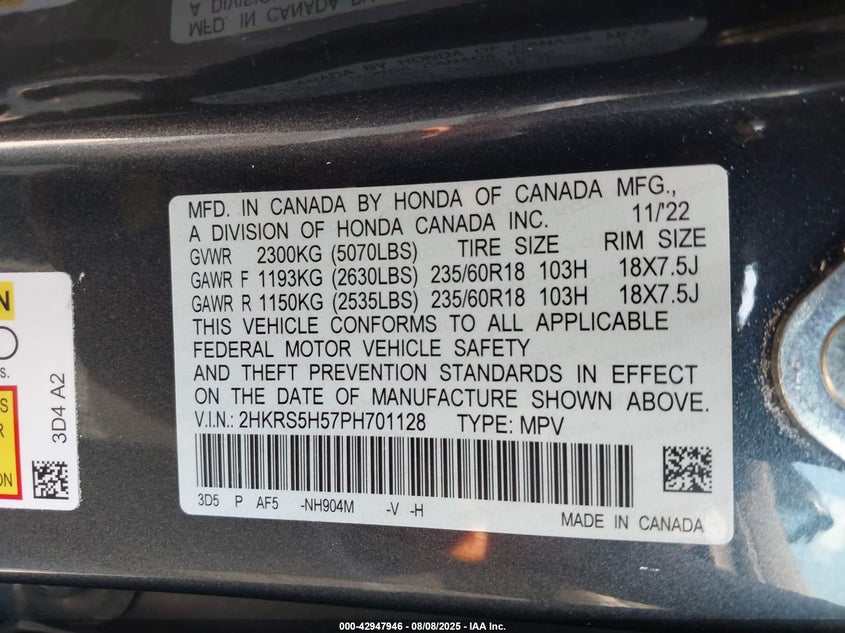 MFD. IN CANADA BY HONDA OF CANADA MFG.,
A DIVISION OF HONDA CANADA INC. 11/'22
GVWR 2300KG (5070LBS) TIRE SIZE RIM SIZE
GAWR F 1193KG (2630LBS) 235/60R18 103H 18X7.5J
GAWR R 1150KG (2535LBS) 235/60R18 103H 18X7.5J
THIS VEHICLE CONFORMS TO ALL APPLICABLE
FEDERAL MOTOR VEHICLE SAFETY
AND THEFT PREVENTION STANDARDS IN EFFECT
ON THE DATE OF MANUFACTURE SHOWN ABOVE.
V.I.N.: 2HKRS5H57PH701128 TYPE: MPV
3D5 P AF5 -NH904M -V -H
MADE IN CANADA
3D4 A2
000-42947946 - 08/08/2025 - IAA Inc.